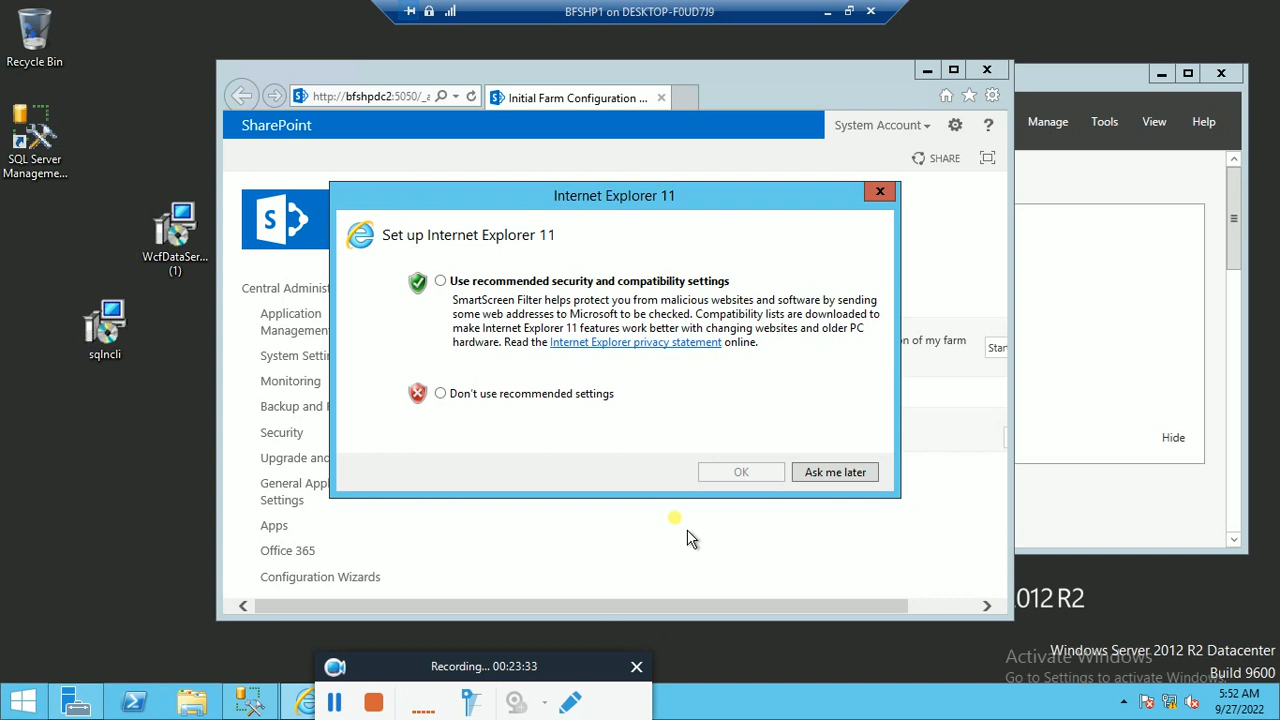 BFSHP1 on DESKTOP-F0UD7J9
Recycle Bin
SQL Server
Manageme...
WcfDataSer...
(1)
sqlncli
http://bfshpdc2:5050/_a
Initial Farm Configuration ...
SharePoint
System Account
?
SHARE
Manage
Tools
View
Help
Internet Explorer 11
Set up Internet Explorer 11
Use recommended security and compatibility settings
SmartScreen Filter helps protect you from malicious websites and software by sending
some web addresses to Microsoft to be checked. Compatibility lists are downloaded to
make Internet Explorer 11 features work better with changing websites and older PC
hardware. Read the Internet Explorer privacy statement online.
Don't use recommended settings
OK
Ask me later
Central Administ
Application
Management
System Setti
Monitoring
Backup and
Security
Upgrade and
General Appl
Settings
Apps
Office 365
Configuration Wizards
on of my farm
Star
Hide
2012 R2
Windows Server 2012 R2 Datacenter
Build 9600
Activate Windows
Go to Settings to activate Windows.
Recording... 00:23:33
5:52 AM
9/27/2022